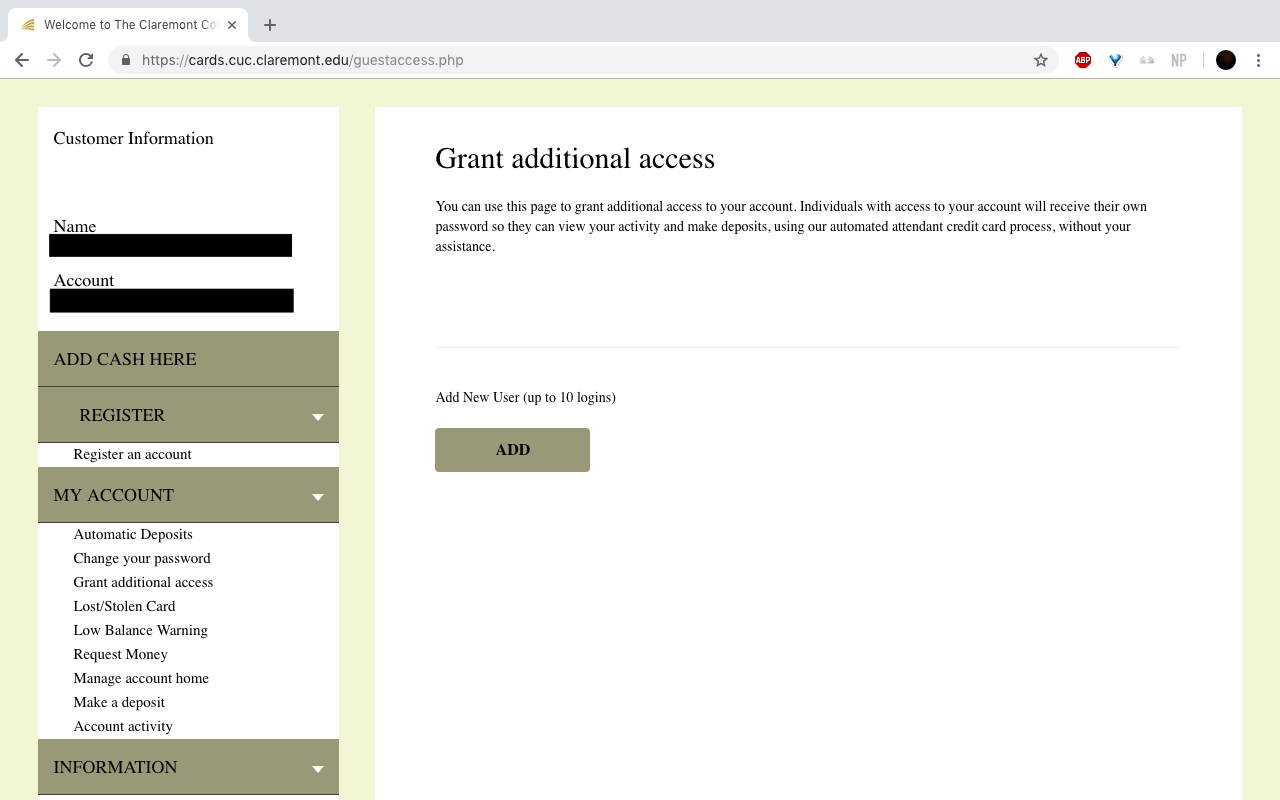 Welcome to The Claremont Co
https://cards.cuc.claremont.edu/guestaccess.php
ABP
NP
Customer Information
Name
Account
ADD CASH HERE
REGISTER
Register an account
MY ACCOUNT
Automatic Deposits
Change your password
Grant additional access
Lost/Stolen Card
Low Balance Warning
Request Money
Manage account home
Make a deposit
Account activity
INFORMATION
Grant additional access
You can use this page to grant additional access to your account. Individuals with access to your account will receive their own
password so they can view your activity and make deposits, using our automated attendant credit card process, without your
assistance.
Add New User (up to 10 logins)
ADD